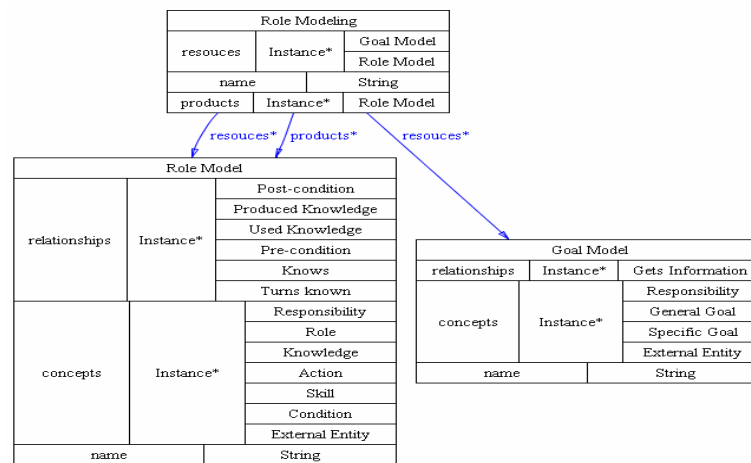 Role Modeling
resouces Instance* Goal Model
Role Model
name String
products Instance* Role Model
resouces* products* resouces*
Role Model
relationships Instance* Post-condition
Produced Knowledge
Used Knowledge
Pre-condition
Knows
Turns known
concepts Instance* Responsibility
Role
Knowledge
Action
Skill
Condition
External Entity
name String
Goal Model
relationships Instance* Gets Information
concepts Instance* Responsibility
General Goal
Specific Goal
External Entity
name String